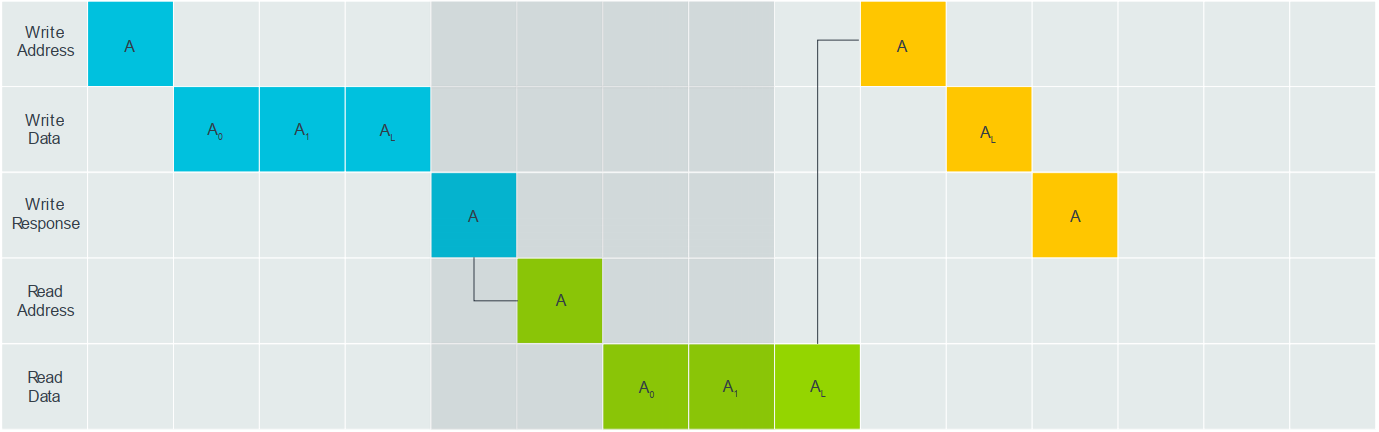 Write
Address
A
A
Write
Data
A0
A1
AL
AL
Write
Response
A
A
Read
Address
A
Read
Data
A0
A1
AL